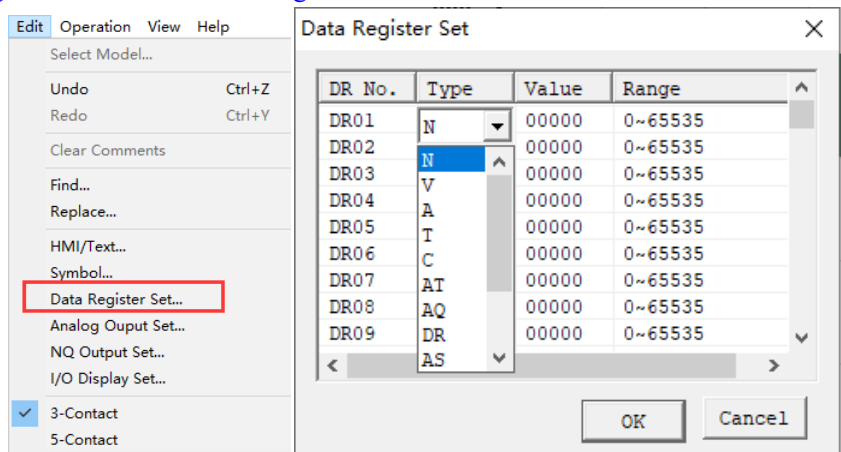 Edit Operation View Help
Select Model...
Undo Ctrl+Z
Redo Ctrl+Y
Clear Comments
Find...
Replace...
HMI/Text...
Symbol...
Data Register Set...
Analog Ouput Set...
NQ Output Set...
I/O Display Set...
3-Contact
5-Contact
Data Register Set
DR No. Type Value Range
DR01 N 00000 0~65535
DR02 N 00000 0~65535
DR03 V 00000 0~65535
DR04 A 00000 0~65535
DR05 T 00000 0~65535
DR06 C 00000 0~65535
DR07 AT 00000 0~65535
DR08 AQ 00000 0~65535
DR09 DR 00000 0~65535
AS
OK Cancel